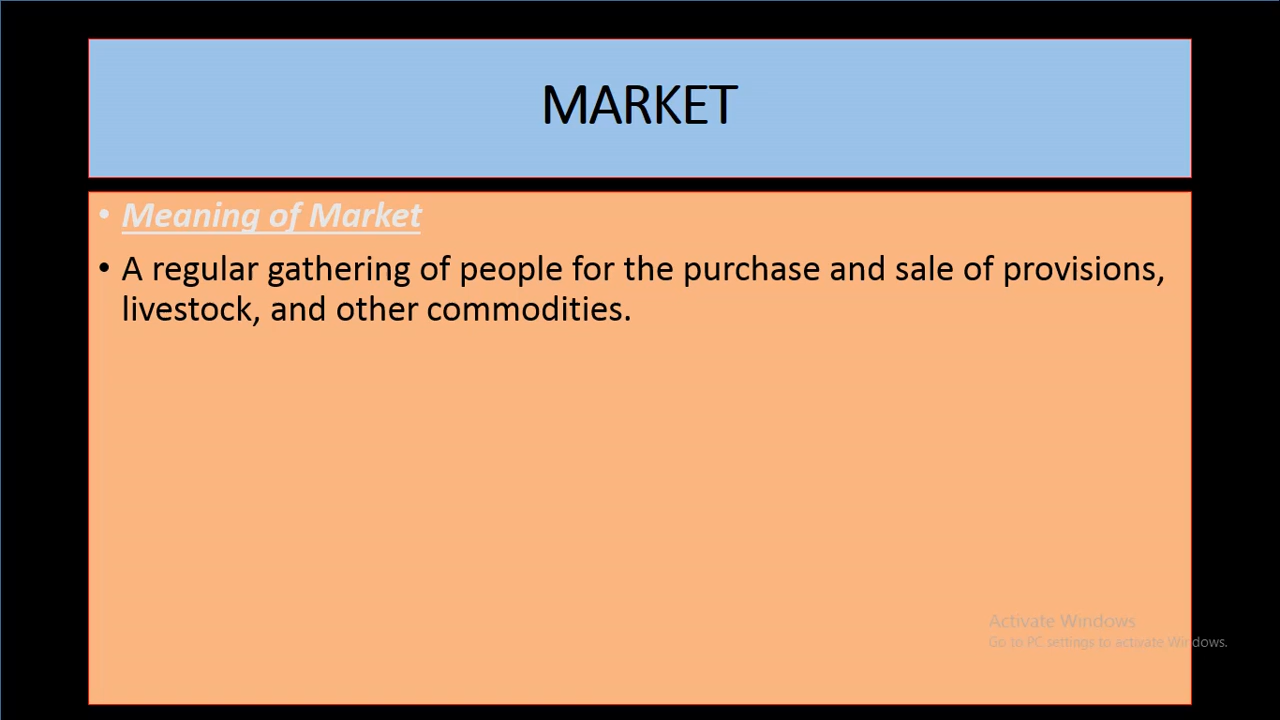 MARKET
• Meaning of Market
• A regular gathering of people for the purchase and sale of provisions,
livestock, and other commodities.
Activate Windows
Go to PC settings to activate Windows.